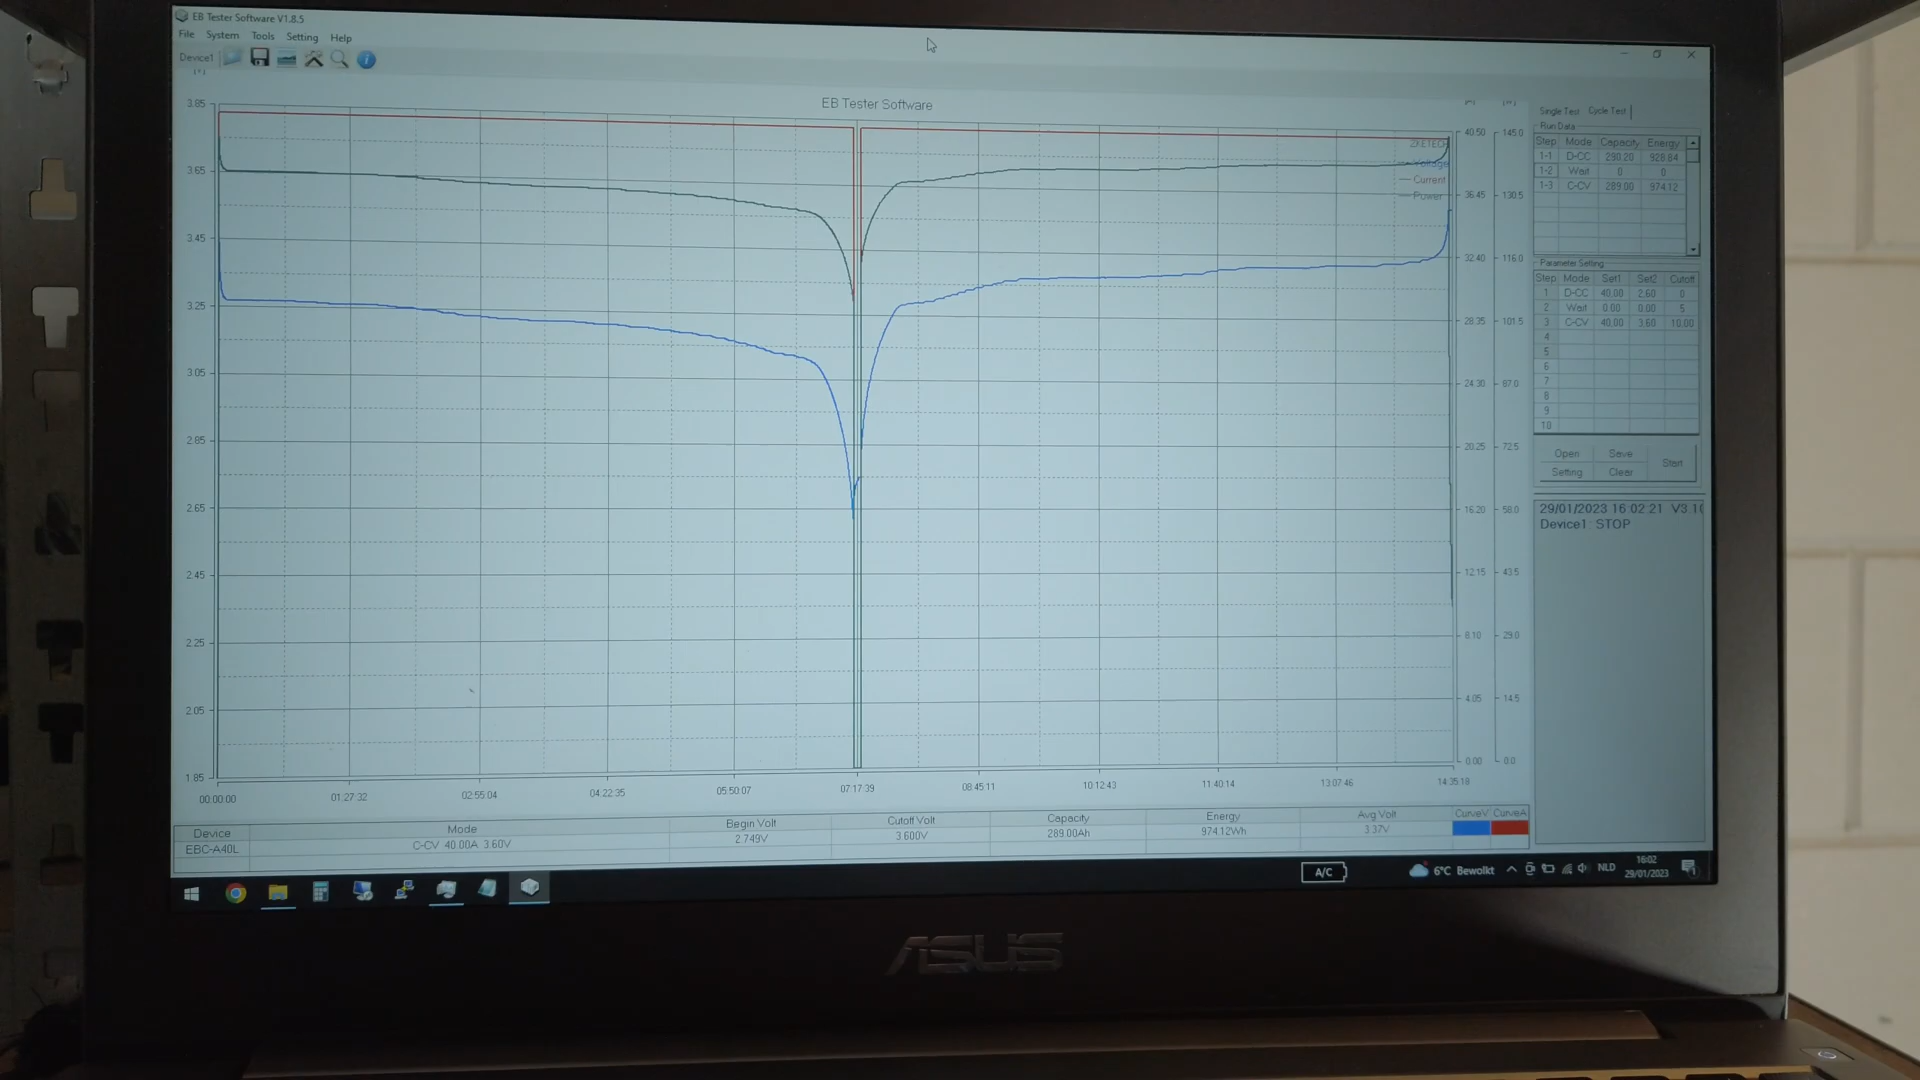 EB Tester Software V1.8.5
File System Tools Setting Help
Device1
EB Tester Software
3.85
3.65
3.45
3.25
3.05
2.85
2.65
2.45
2.25
2.05
1.85
00:00:00 01:27:32 02:55:04 04:22:35 05:50:07 07:17:39 08:45:11 10:12:43 11:40:14 13:07:46 14:35:18
40.50 145.0
36.45 130.5
32.40 116.0
28.35 101.5
24.30 87.0
20.25 72.5
16.20 58.0
12.15 43.5
8.10 29.0
4.05 14.5
0.00 0.0
ZKETECH
Voltage
Current
Power
Single Test Cycle Test
Run Data
Step Mode Capacity Energy
1-1 D-CC 290.20 928.84
1-2 Wait 0 0
1-3 C-CV 289.00 974.12
Parameter Setting
Step Mode Set1 Set2 Cutoff
1 D-CC 40.00 2.60 0
2 Wait 0.00 0.00 5
3 C-CV 40.00 3.60 10.00
4
5
6
7
8
9
10
Open Save Start
Setting Clear
29/01/2023 16:02:21 V3.1
Device1: STOP
Device Mode Begin Volt Cutoff Volt Capacity Energy Avg Volt CurveV CurveA
EBC-A40L C-CV 40.00A 3.60V 2.749V 3.600V 289.00Ah 974.12Wh 3.37V
A/C 6°C Bewolkt NLD 16:02
29/01/2023
ASUS